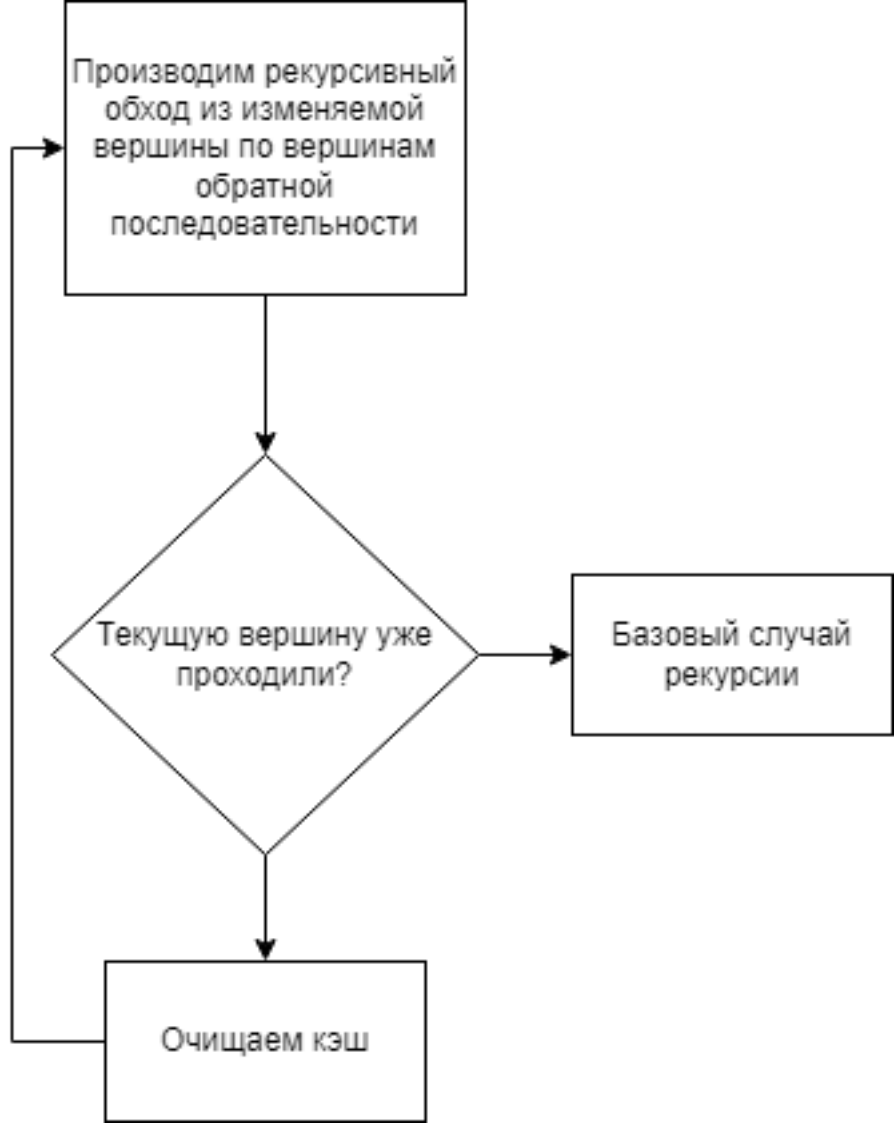 Производим рекурсивный
обход из изменяемой
вершины по вершинам
обратной
последовательности
Текущую вершину уже
проходили?
Базовый случай
рекурсии
Очищаем кэш